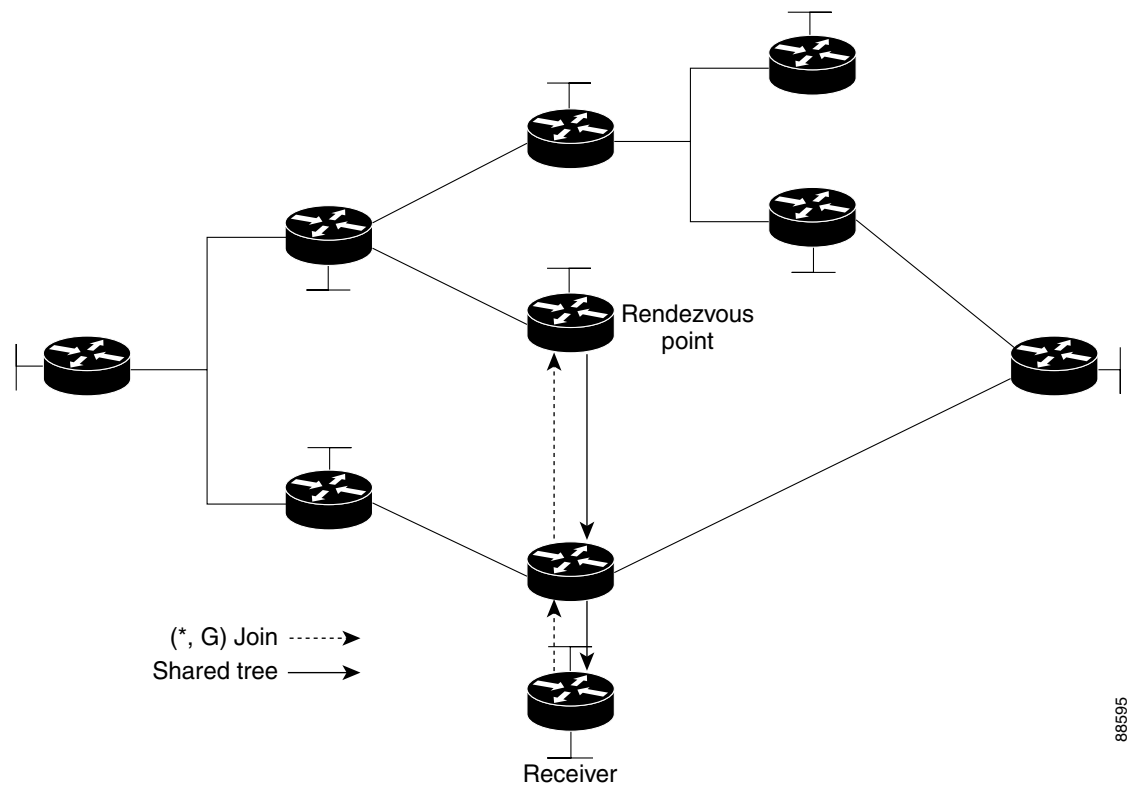 Rendezvous
point
(*, G) Join
Shared tree
Receiver
88595